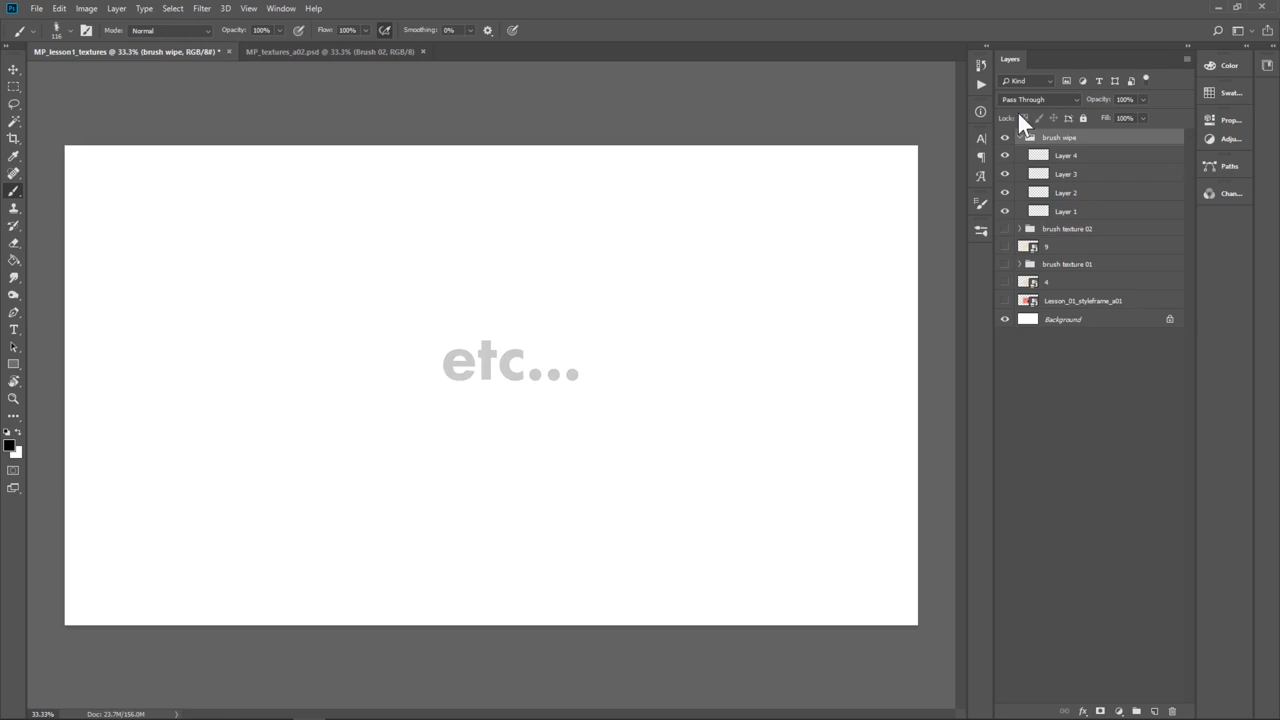 Ps File Edit Image Layer Type Select Filter 3D View Window Help
116 Mode: Normal Opacity: 100% Flow: 100% Smoothing: 0%
MP_lesson1_textures @ 33.3% (brush wipe, RGB/8#) * × MP_textures_a02.psd @ 33.3% (Brush 02, RGB/8) ×
Layers
Kind
Pass Through Opacity: 100%
Lock: Fill: 100%
brush wipe
Layer 4
Layer 3
Layer 2
Layer 1
brush texture 02
9
brush texture 01
4
Lesson_01_styleframe_a01
Background
Color
Swat...
Prop...
Adju...
Paths
Chan...
etc...
33.33% Doc: 23.7M/156.0M